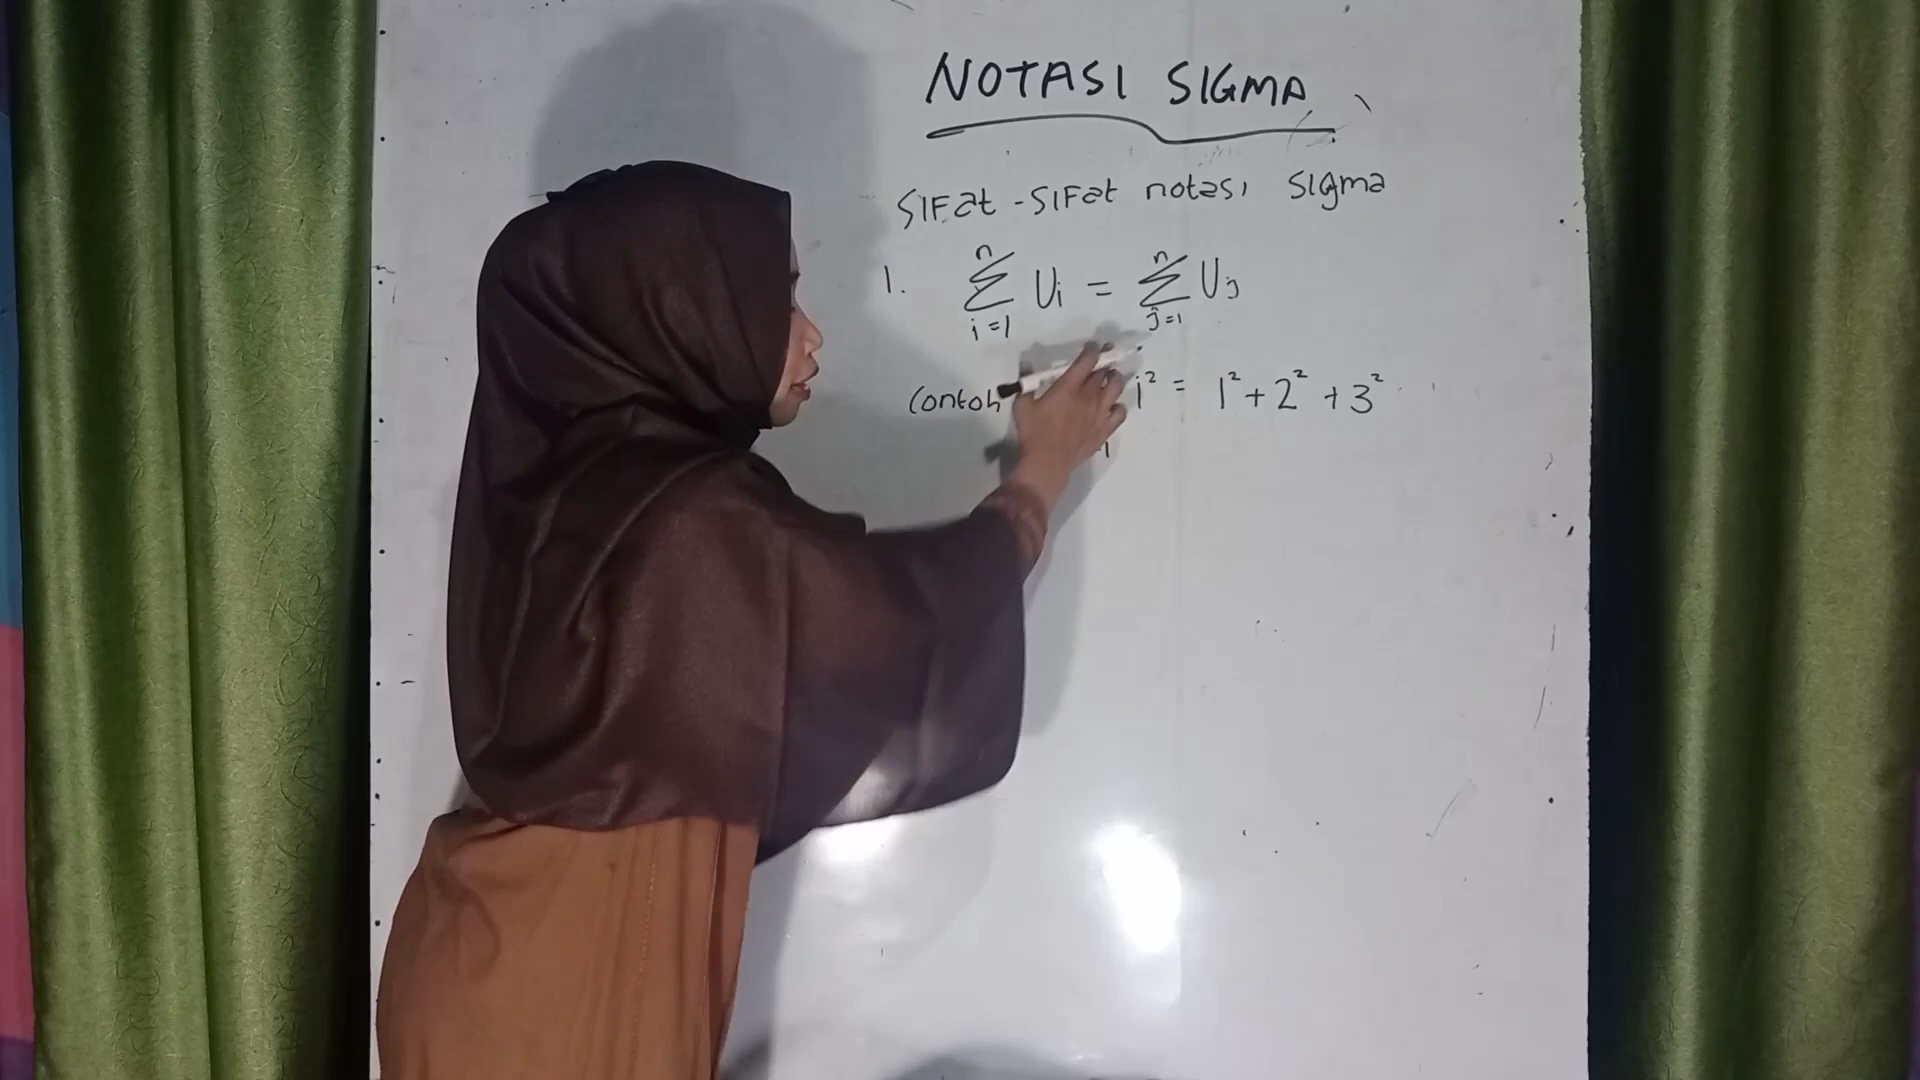 NOTASI SIGMA
SIFat - SIFat notasi SIgma
1. n∑i=1 Ui = n∑j=1 Uj
Contoh i² = 1² + 2² + 3²